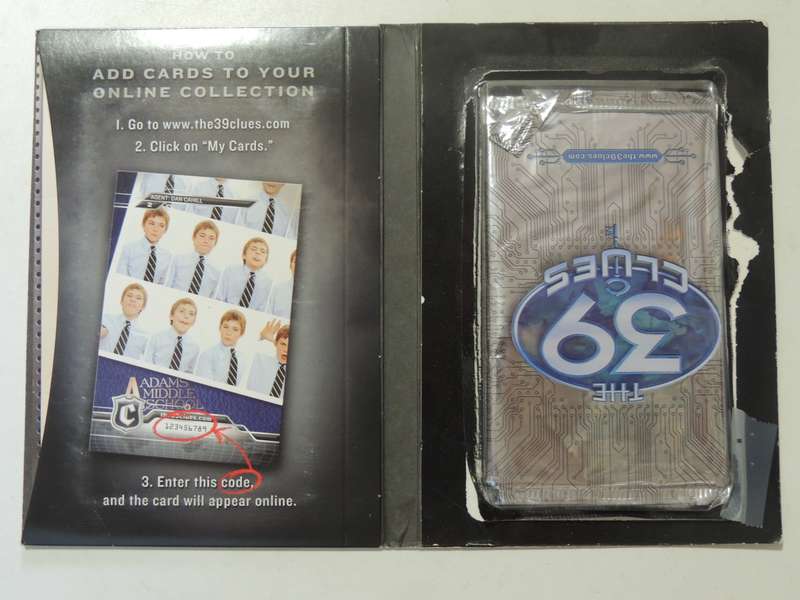 HOW TO
ADD CARDS TO YOUR
ONLINE COLLECTION
1. Go to www.the39clues.com
2. Click on "My Cards."
AGENT: DAN CAHILL
ADAMS
MIDDLE
SCHOOL
C
123456789
3. Enter this code,
and the card will appear online.
www.the39clues.com
THE
39
CLUES